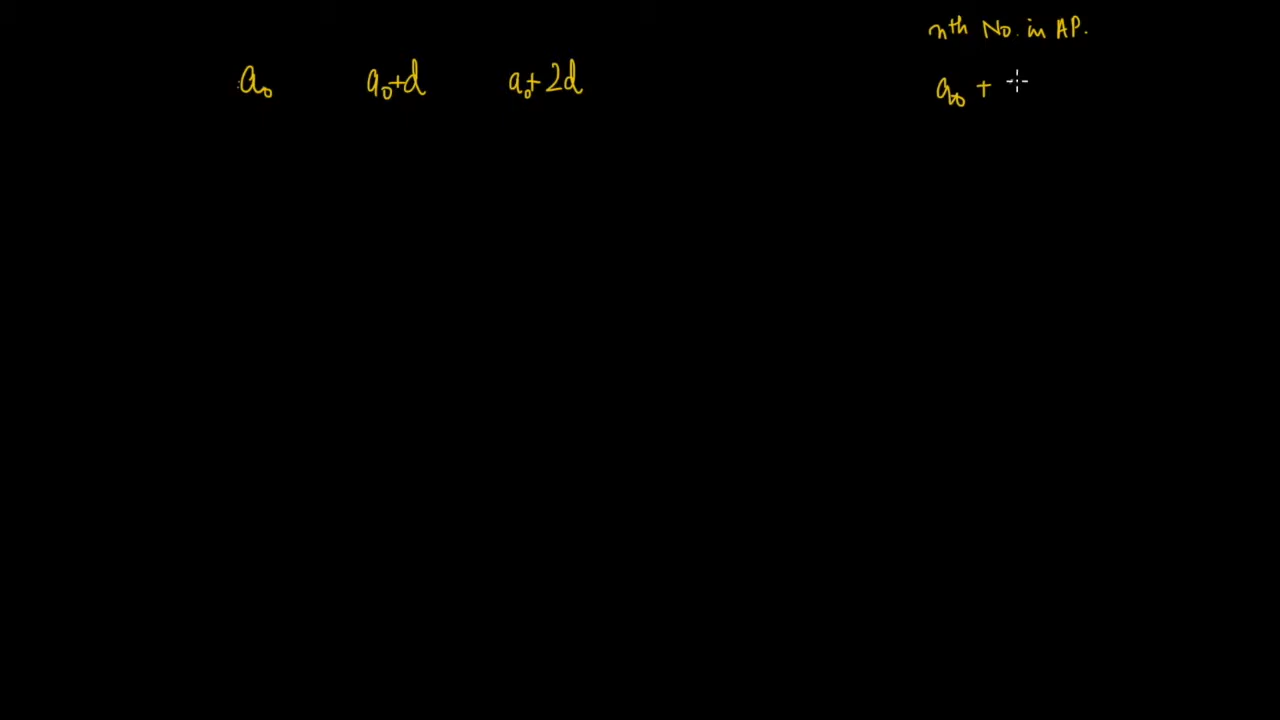 nth No. in AP.
a₀ a₀+d a₀+2d
a₀ +